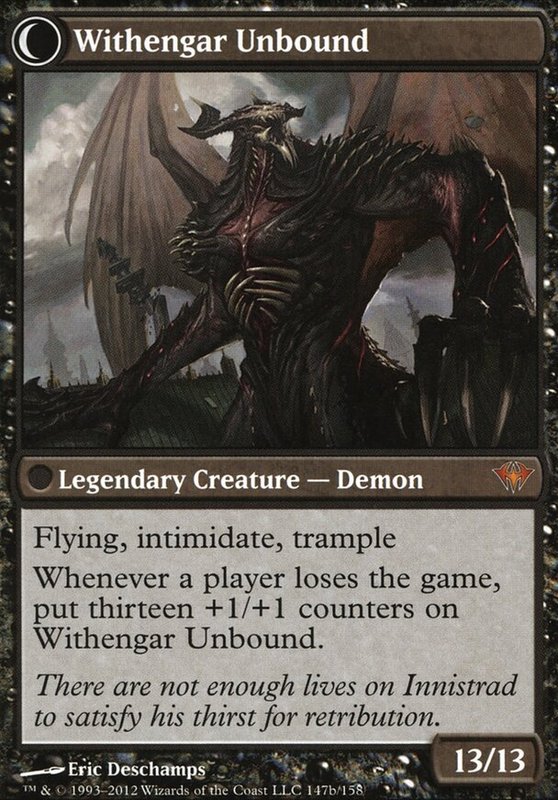 Withengar Unbound
Legendary Creature — Demon
Flying, intimidate, trample
Whenever a player loses the game,
put thirteen +1/+1 counters on
Withengar Unbound.
There are not enough lives on Innistrad
to satisfy his thirst for retribution.
13/13
Eric Deschamps
™ & © 1993–2012 Wizards of the Coast LLC 147b/158